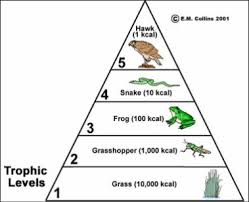 © E.M. Collins 2001
Hawk
(1 kcal)
5
4
Snake (10 kcal)
3
Frog (100 kcal)
2
Grasshopper (1,000 kcal)
Trophic
Levels
1
Grass (10,000 kcal)